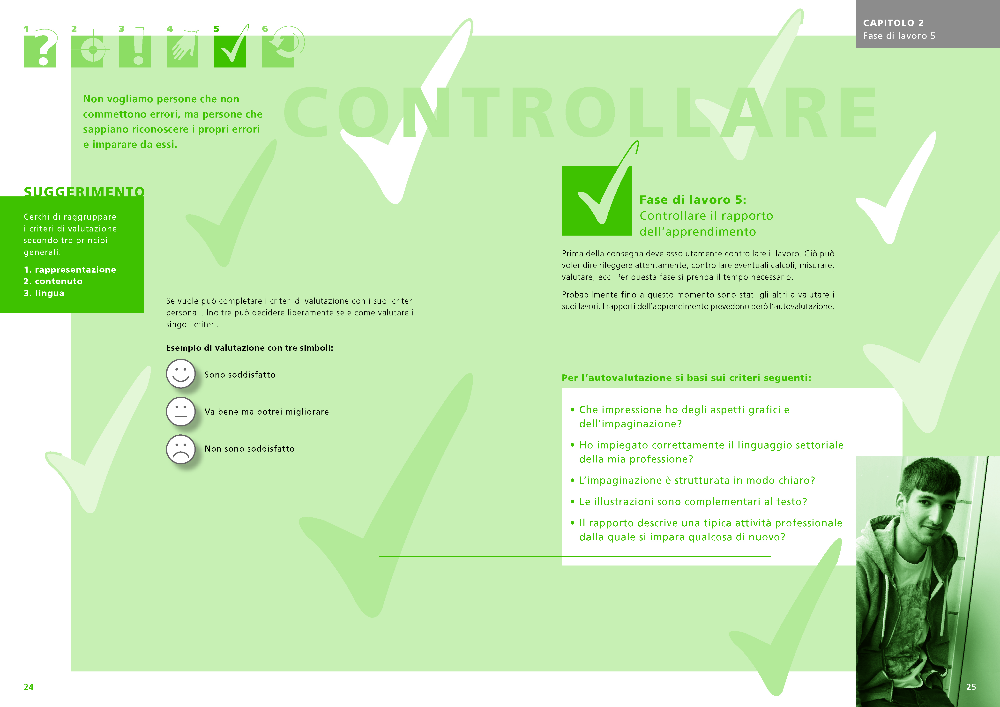 1 2 3 4 5 6
CAPITOLO 2
Fase di lavoro 5
CONTROLLARE
Non vogliamo persone che non
commettono errori, ma persone che
sappiano riconoscere i propri errori
e imparare da essi.
SUGGERIMENTO
Cerchi di raggruppare
i criteri di valutazione
secondo tre principi
generali:
1. rappresentazione
2. contenuto
3. lingua
Se vuole può completare i criteri di valutazione con i suoi criteri
personali. Inoltre può decidere liberamente se e come valutare i
singoli criteri.
Esempio di valutazione con tre simboli:
Sono soddisfatto
Va bene ma potrei migliorare
Non sono soddisfatto
24
Fase di lavoro 5:
Controllare il rapporto
dell’apprendimento
Prima della consegna deve assolutamente controllare il lavoro. Ciò può
voler dire rileggere attentamente, controllare eventuali calcoli, misurare,
valutare, ecc. Per questa fase si prenda il tempo necessario.
Probabilmente fino a questo momento sono stati gli altri a valutare i
suoi lavori. I rapporti dell’apprendimento prevedono però l’autovalutazione.
Per l’autovalutazione si basi sui criteri seguenti:
• Che impressione ho degli aspetti grafici e
dell’impaginazione?
• Ho impiegato correttamente il linguaggio settoriale
della mia professione?
• L’impaginazione è strutturata in modo chiaro?
• Le illustrazioni sono complementari al testo?
• Il rapporto descrive una tipica attività professionale
dalla quale si impara qualcosa di nuovo?
25